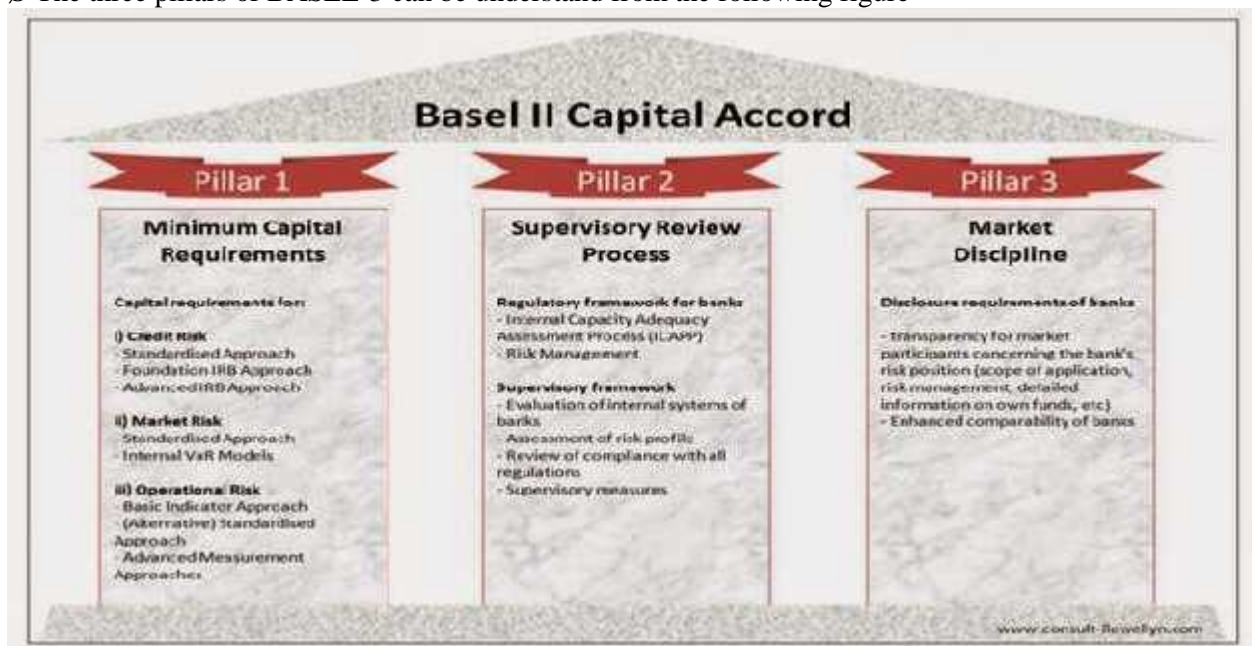 The three pillars of BASEL 3 can be understand from the following figure
Basel II Capital Accord
Pillar 1
Minimum Capital
Requirements
Capital requirements for:
i) Credit Risk
- Standardised Approach
- Foundation IRB Approach
- Advanced IRB Approach
ii) Market Risk
- Standardised Approach
- Internal VaR Models
iii) Operational Risk
- Basic Indicator Approach
- (Alternative) Standardised
Approach
- Advanced Messurement
Approaches
Pillar 2
Supervisory Review
Process
Regulatory framework for banks
- Internal Capacity Adequacy
Assessment Process (ICAPP)
- Risk Management
Supervisory framework
- Evaluation of internal systems of
banks
- Assessment of risk profile
- Review of compliance with all
regulations
- Supervisory measures
Pillar 3
Market
Discipline
Disclosure requirements of banks
- transparency for market
participants concerning the bank's
risk position (scope of application,
risk management, detailed
information on own funds, etc)
- Enhanced comparability of banks
www.consult-llewellyn.com